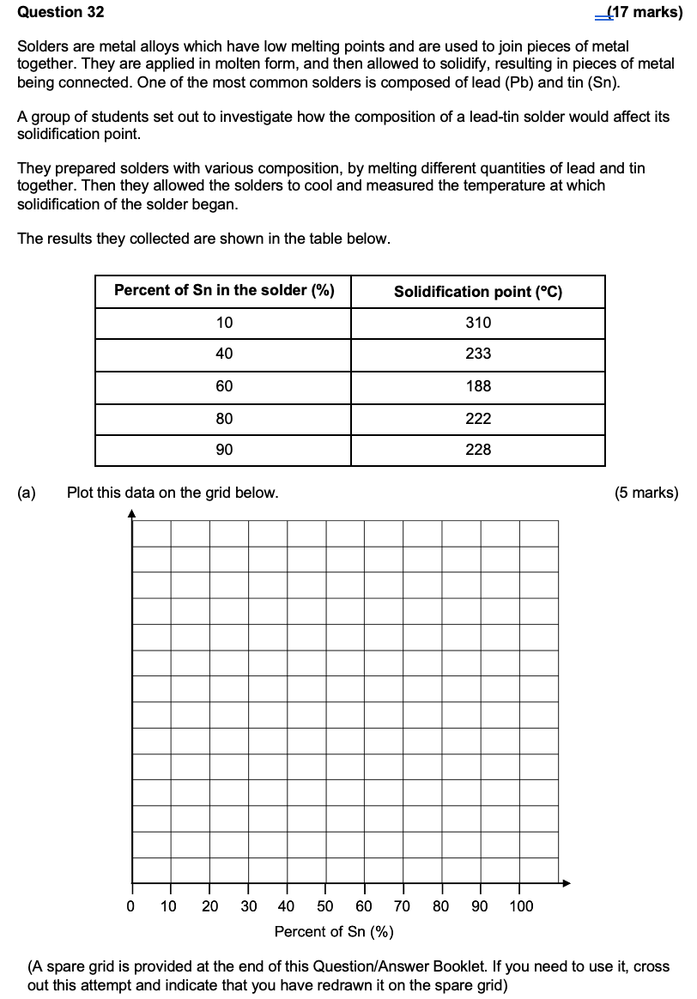 Question 32 (17 marks)
Solders are metal alloys which have low melting points and are used to join pieces of metal
together. They are applied in molten form, and then allowed to solidify, resulting in pieces of metal
being connected. One of the most common solders is composed of lead (Pb) and tin (Sn).
A group of students set out to investigate how the composition of a lead-tin solder would affect its
solidification point.
They prepared solders with various composition, by melting different quantities of lead and tin
together. Then they allowed the solders to cool and measured the temperature at which
solidification of the solder began.
The results they collected are shown in the table below.
Percent of Sn in the solder (%) Solidification point (ºC)
10 310
40 233
60 188
80 222
90 228
(a) Plot this data on the grid below. (5 marks)
0 10 20 30 40 50 60 70 80 90 100
Percent of Sn (%)
(A spare grid is provided at the end of this Question/Answer Booklet. If you need to use it, cross
out this attempt and indicate that you have redrawn it on the spare grid)